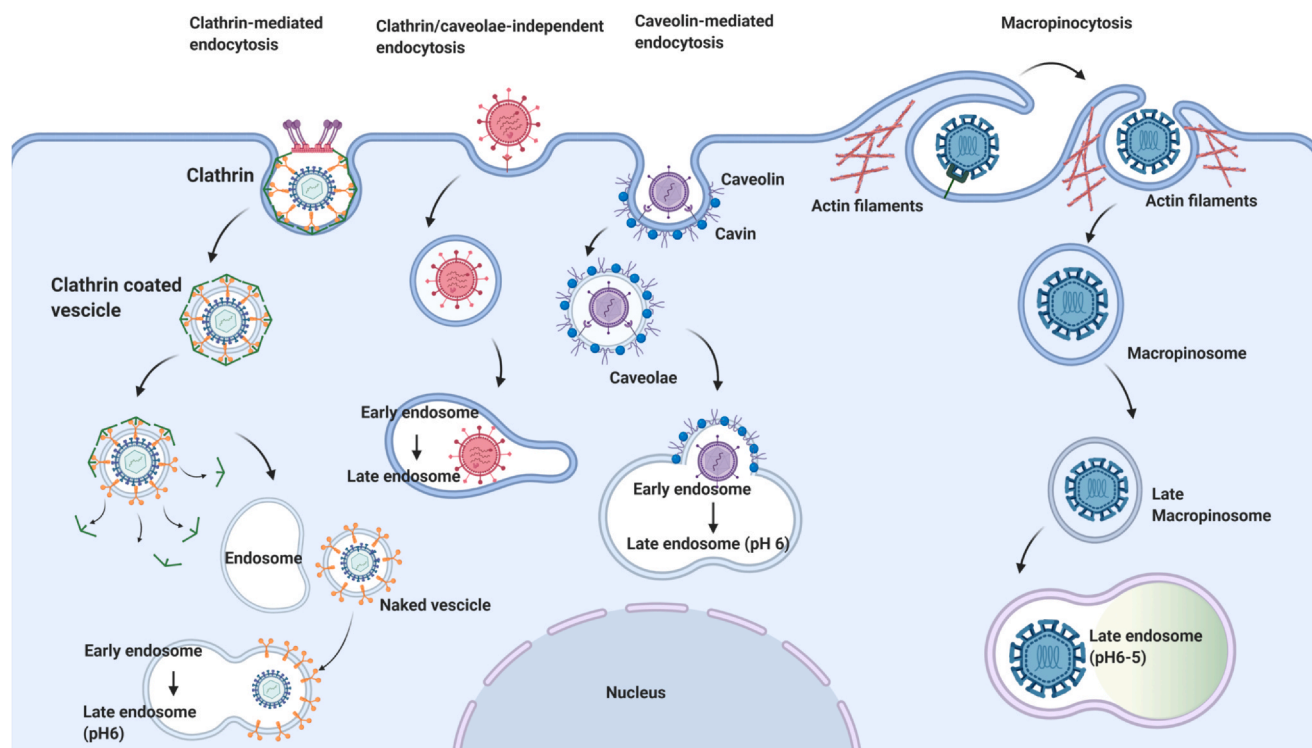 Clathrin-mediated
endocytosis
Clathrin/caveolae-independent
endocytosis
Caveolin-mediated
endocytosis
Macropinocytosis
Clathrin
Caveolin
Cavin
Actin filaments
Actin filaments
Clathrin coated
vescicle
Caveolae
Macropinosome
Early endosome
Late endosome
Early endosome
Late endosome (pH 6)
Late
Macropinosome
Endosome
Naked vescicle
Early endosome
Late endosome
(pH6)
Nucleus
Late endosome
(pH6-5)